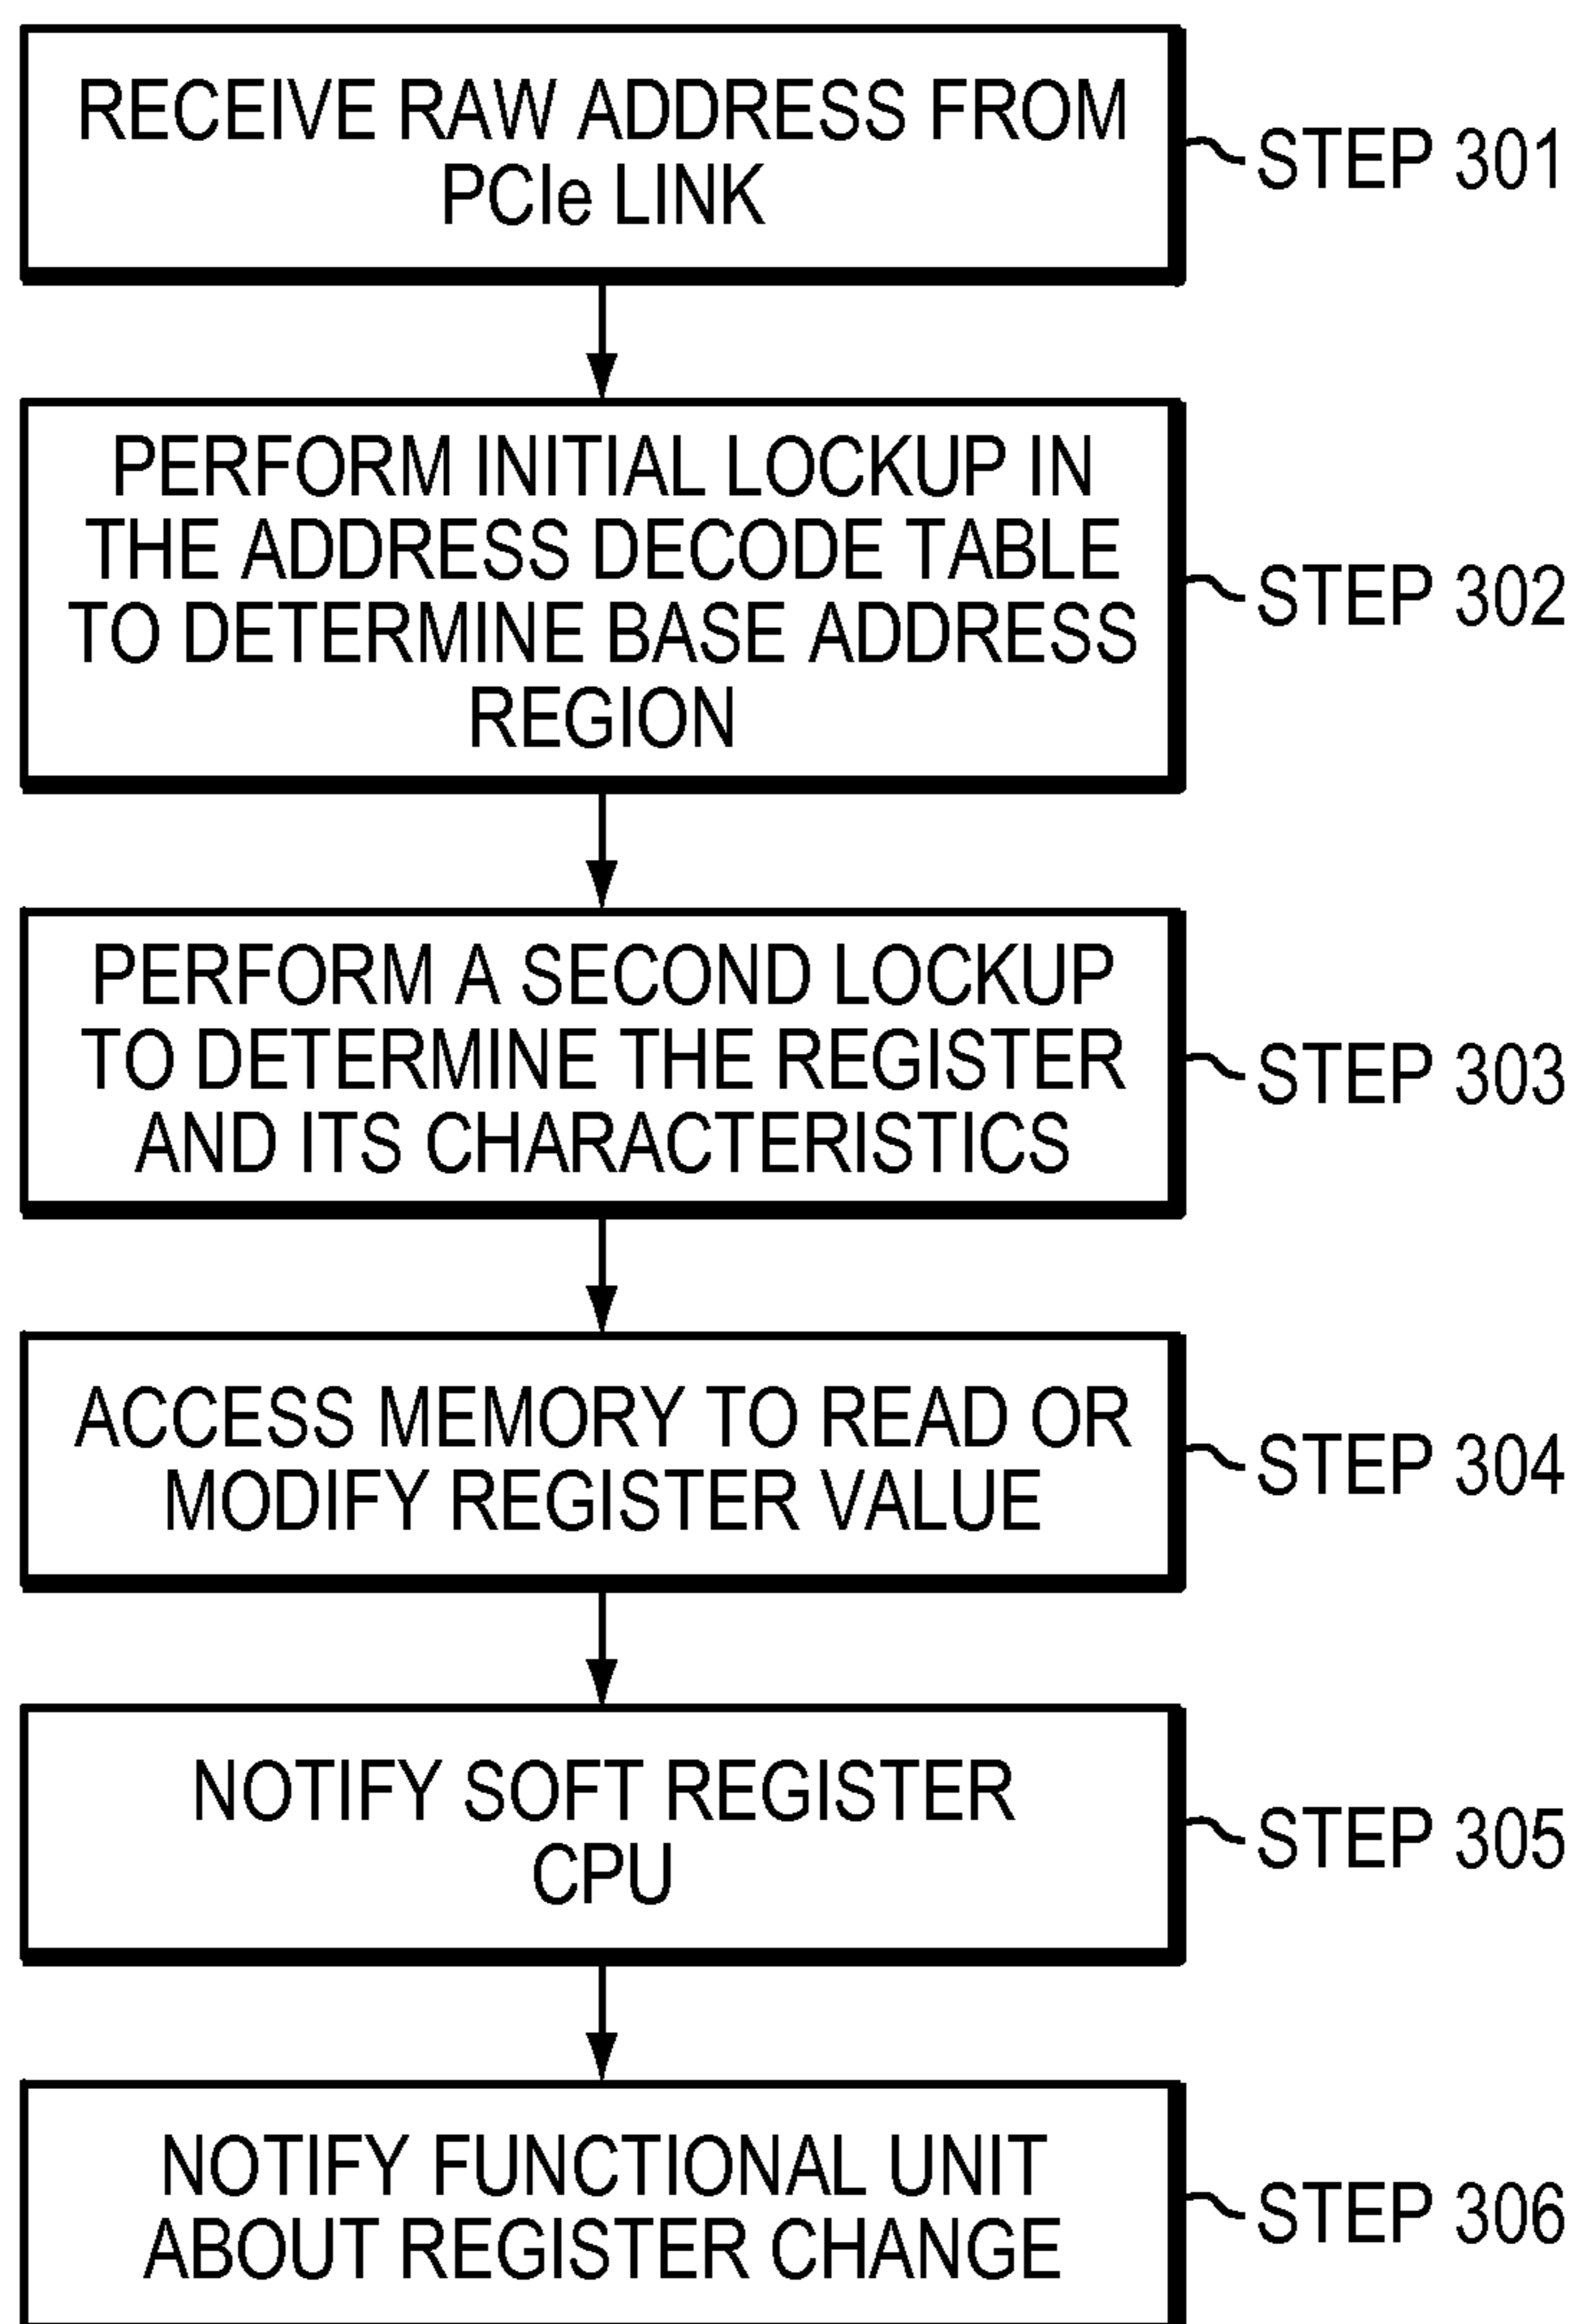 RECEIVE RAW ADDRESS FROM
PCIe LINK
STEP 301
PERFORM INITIAL LOCKUP IN
THE ADDRESS DECODE TABLE
TO DETERMINE BASE ADDRESS
REGION
STEP 302
PERFORM A SECOND LOCKUP
TO DETERMINE THE REGISTER
AND ITS CHARACTERISTICS
STEP 303
ACCESS MEMORY TO READ OR
MODIFY REGISTER VALUE
STEP 304
NOTIFY SOFT REGISTER
CPU
STEP 305
NOTIFY FUNCTIONAL UNIT
ABOUT REGISTER CHANGE
STEP 306